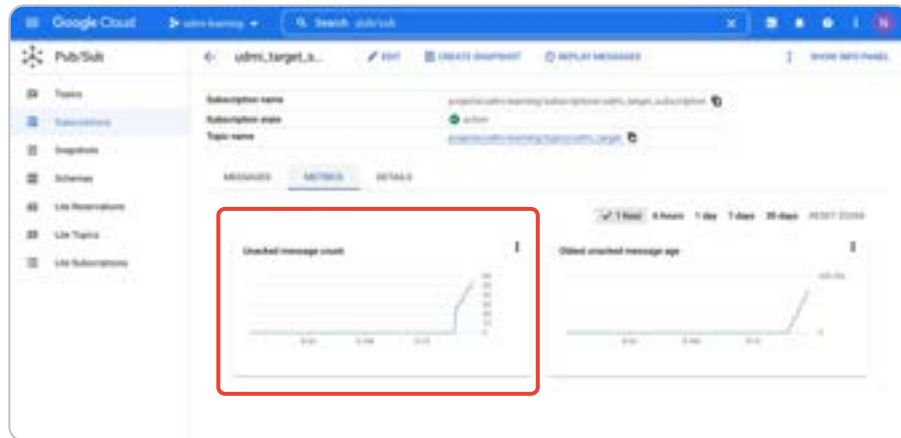 Google Cloud
udmi-learning
Search pub/sub
N
Pub/Sub
udmi_target_s...
EDIT
CREATE SNAPSHOT
REPLAY MESSAGES
SHOW INFO PANEL
Topics
Subscriptions
Snapshots
Schemas
Lite Reservations
Lite Topics
Lite Subscriptions
Subscription name
projects/udmi-learning/subscriptions/udmi_target_subscription
Subscription state
active
Topic name
projects/udmi-learning/topics/udmi_target
MESSAGES
METRICS
DETAILS
1 hour
6 hours
1 day
7 days
30 days
RESET ZOOM
Unacked message count
Oldest unacked message age